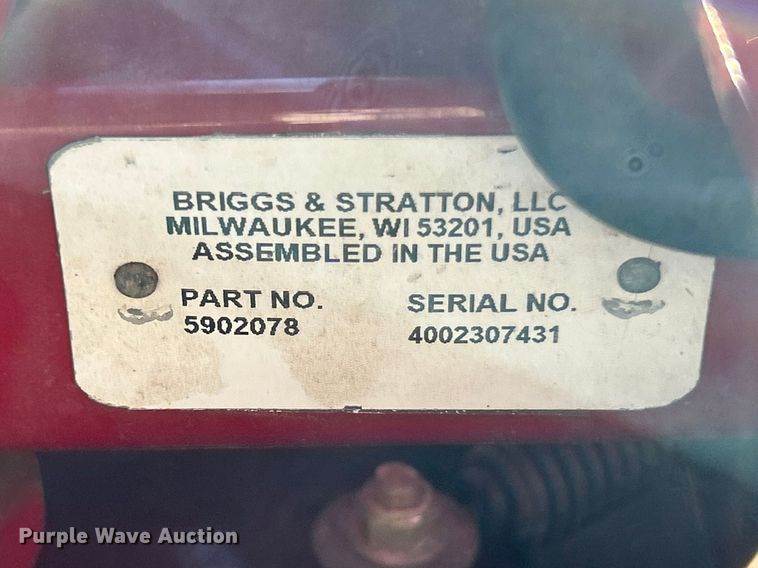 BRIGGS & STRATTON, LLC
MILWAUKEE, WI 53201, USA
ASSEMBLED IN THE USA
PART NO.
5902078
SERIAL NO.
4002307431
Purple Wave Auction